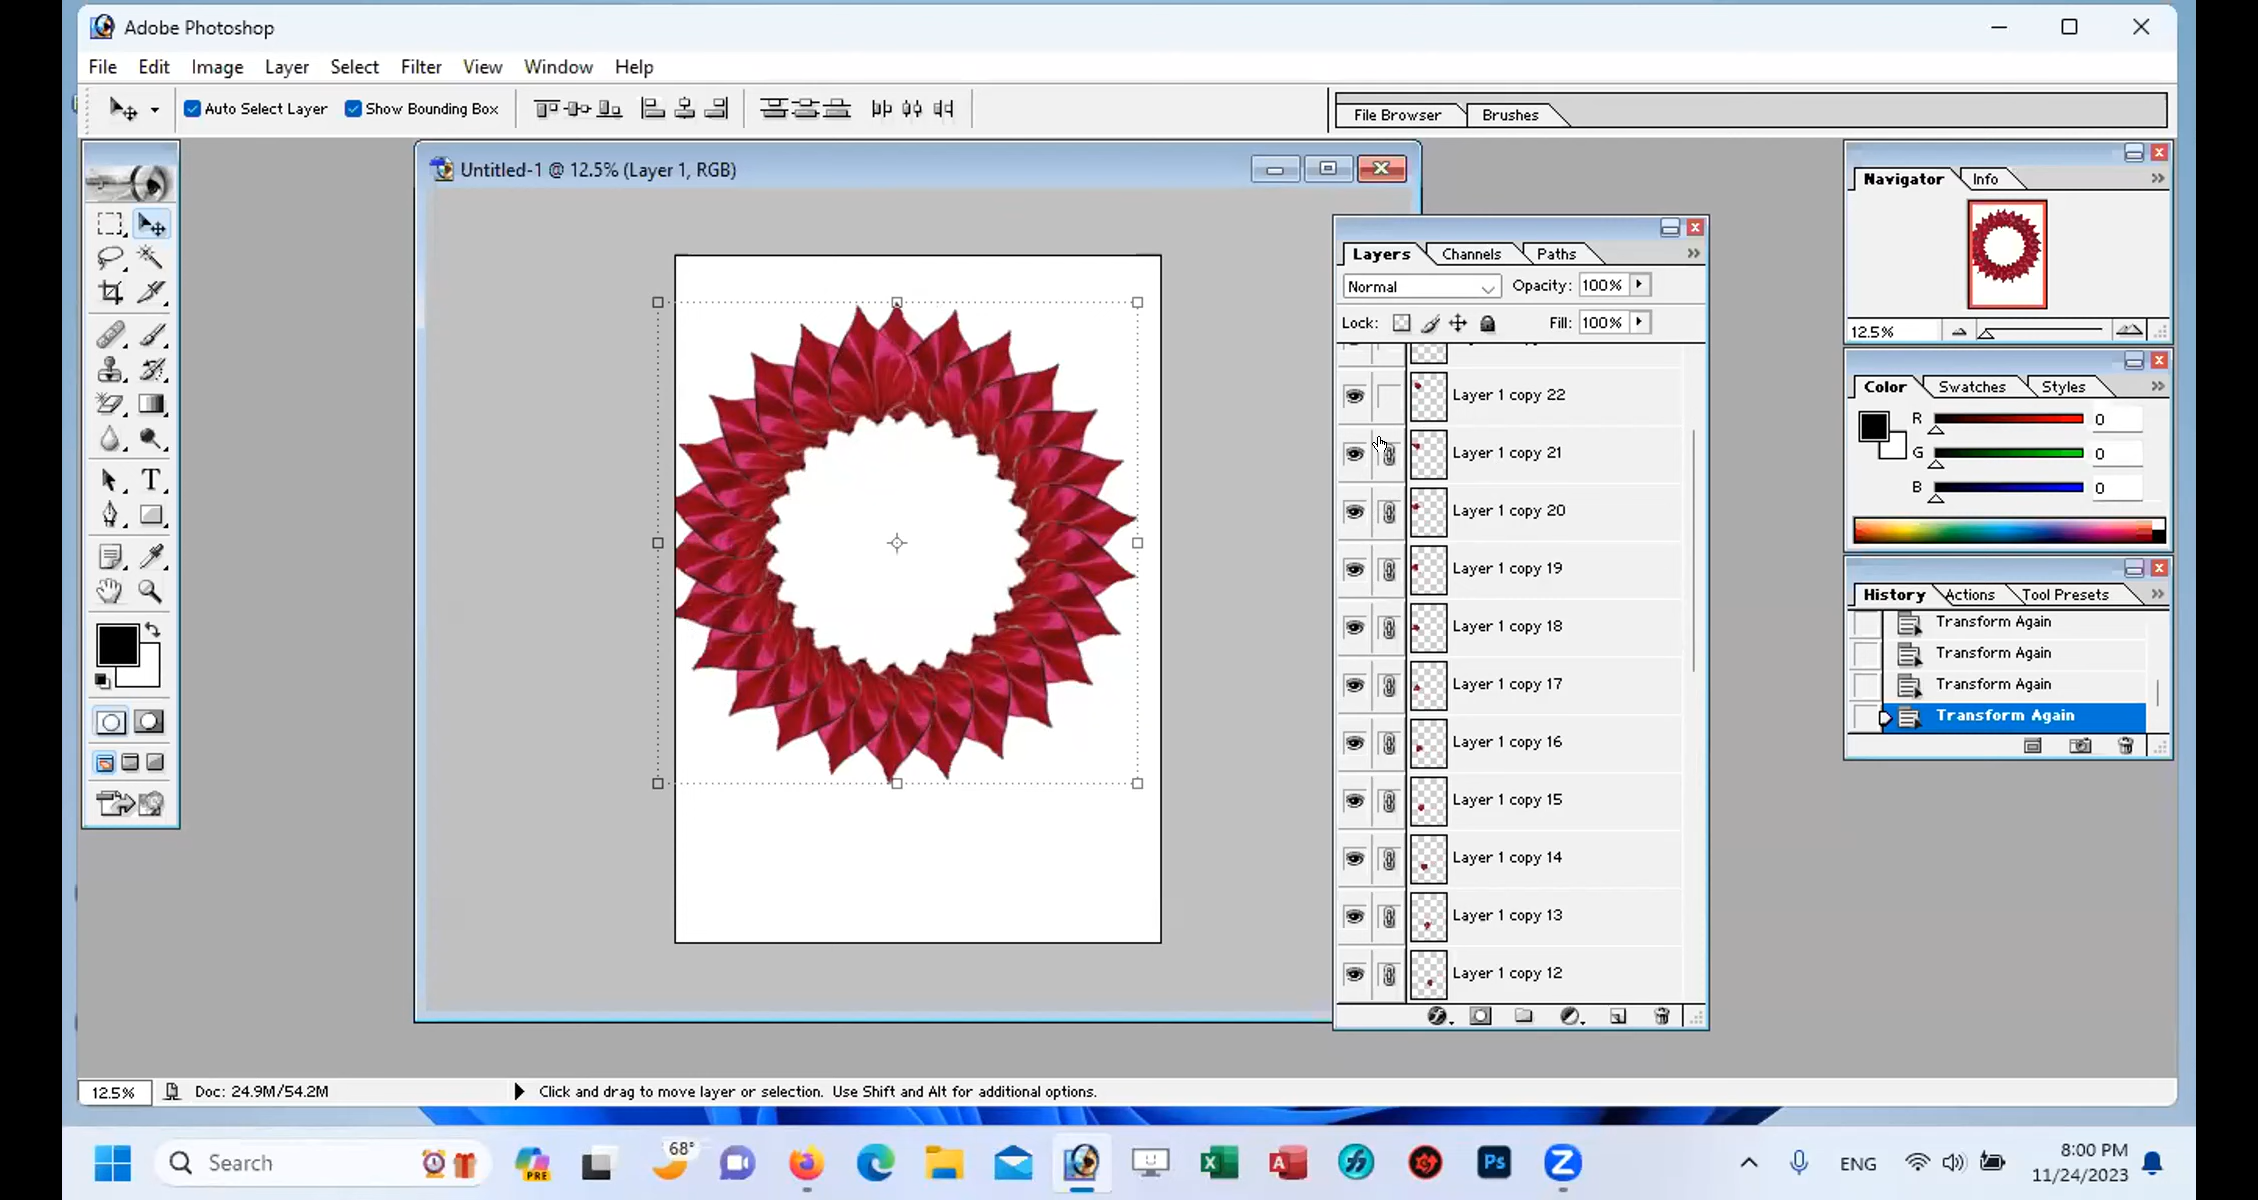 Adobe Photoshop
File Edit Image Layer Select Filter View Window Help
Auto Select Layer Show Bounding Box
File Browser Brushes
Untitled-1 @ 12.5% (Layer 1, RGB)
Layers Channels Paths
Normal Opacity: 100%
Lock: Fill: 100%
Layer 1 copy 22
Layer 1 copy 21
Layer 1 copy 20
Layer 1 copy 19
Layer 1 copy 18
Layer 1 copy 17
Layer 1 copy 16
Layer 1 copy 15
Layer 1 copy 14
Layer 1 copy 13
Layer 1 copy 12
Navigator Info
12.5%
Color Swatches Styles
R 0
G 0
B 0
History Actions Tool Presets
Transform Again
Transform Again
Transform Again
Transform Again
12.5% Doc: 24.9M/54.2M Click and drag to move layer or selection. Use Shift and Alt for additional options.
Search
PRE
68°
Ps
ENG
8:00 PM
11/24/2023